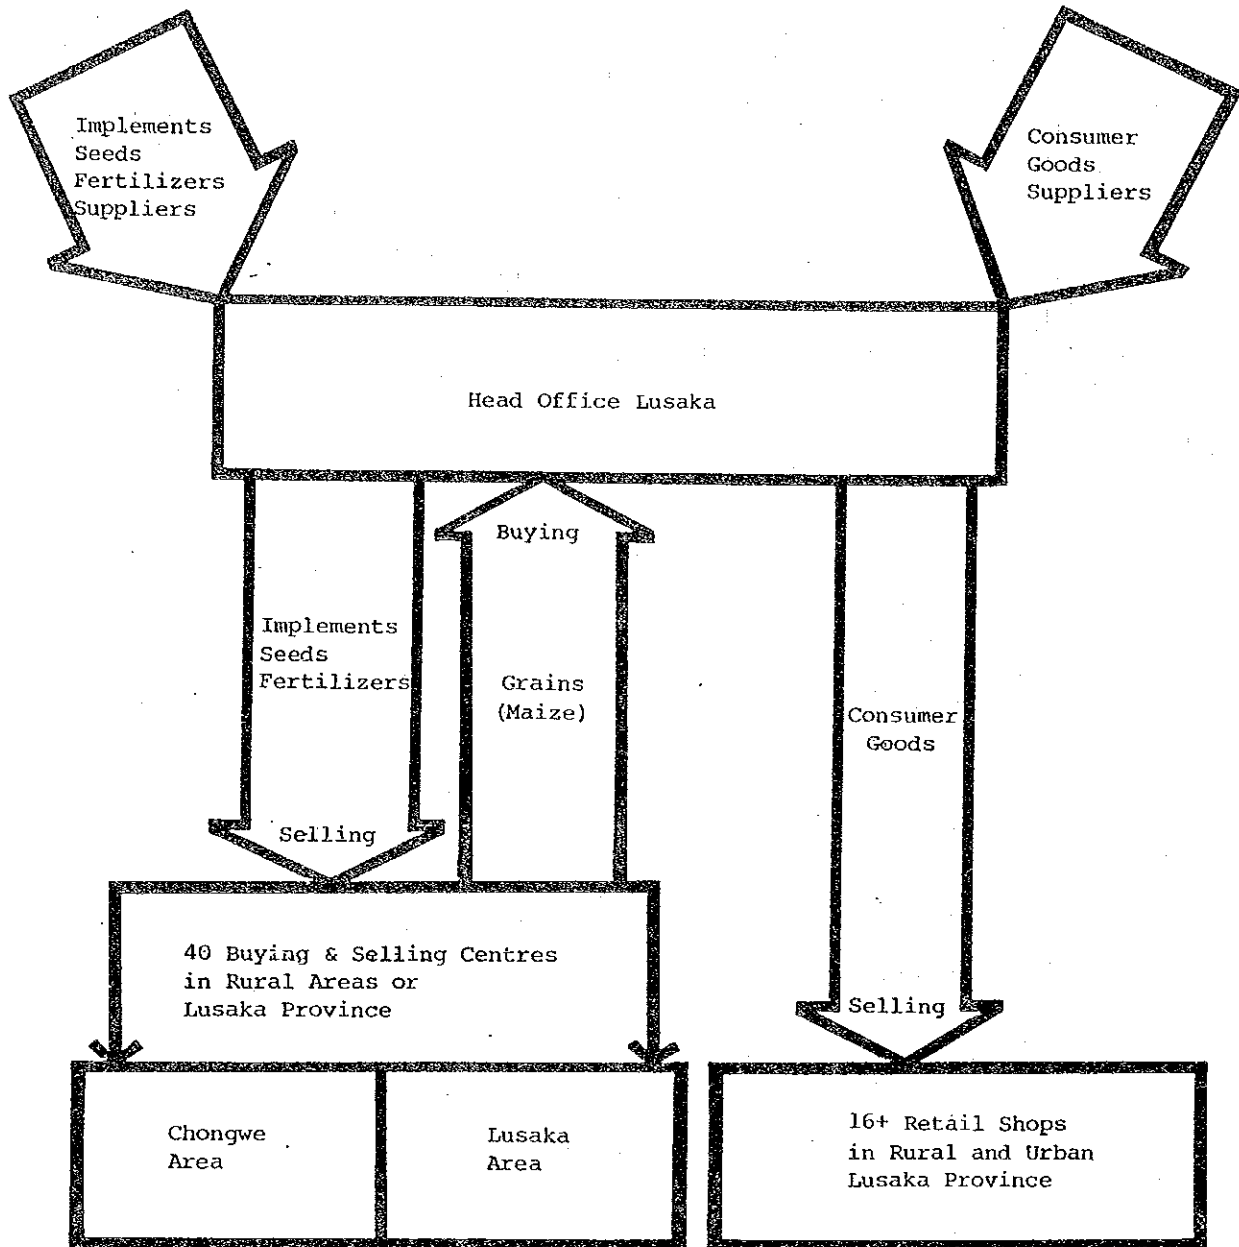 Implements
Seeds
Fertilizers
Suppliers
Consumer
Goods
Suppliers
Head Office Lusaka
Buying
Implements
Seeds
Fertilizers
Grains
(Maize)
Consumer
Goods
Selling
40 Buying & Selling Centres
in Rural Areas or
Lusaka Province
Selling
Chongwe
Area
Lusaka
Area
16+ Retail Shops
in Rural and Urban
Lusaka Province